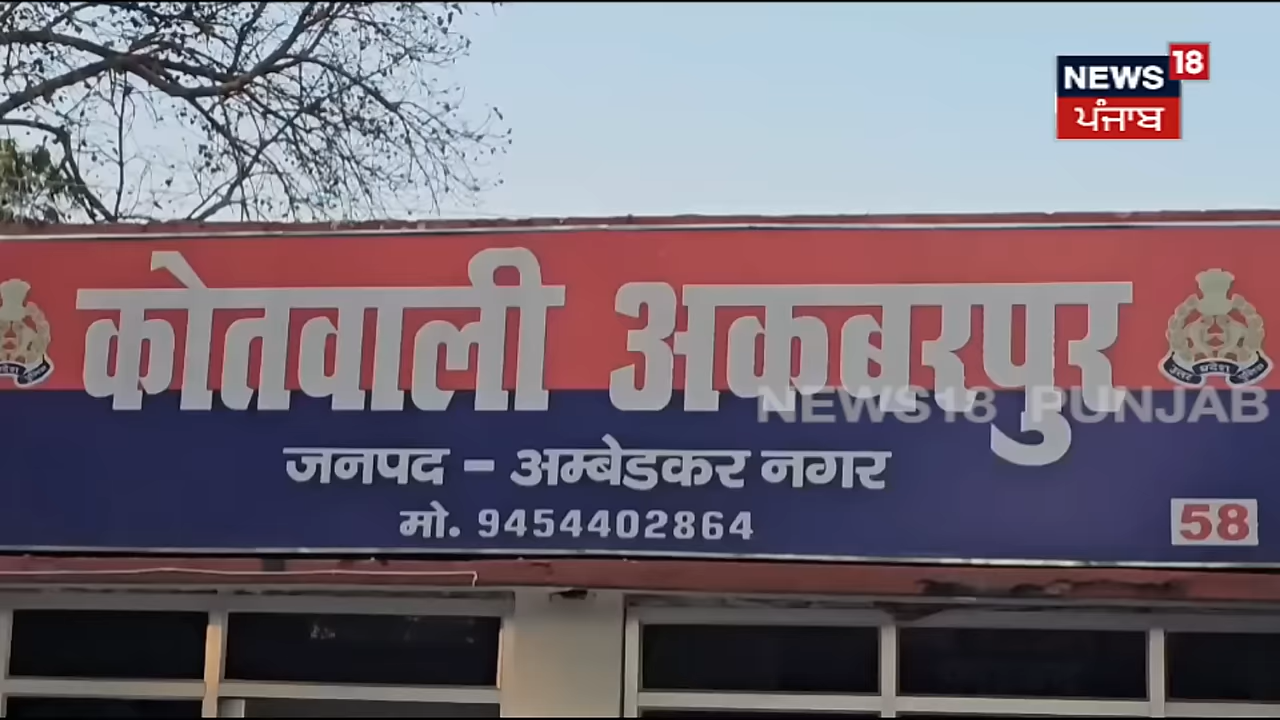 NEWS 18
ਪੰਜਾਬ
कोतवाली अकबरपुर
NEWS18 PUNJAB
जनपद - अम्बेडकर नगर
मो. 9454402864
58